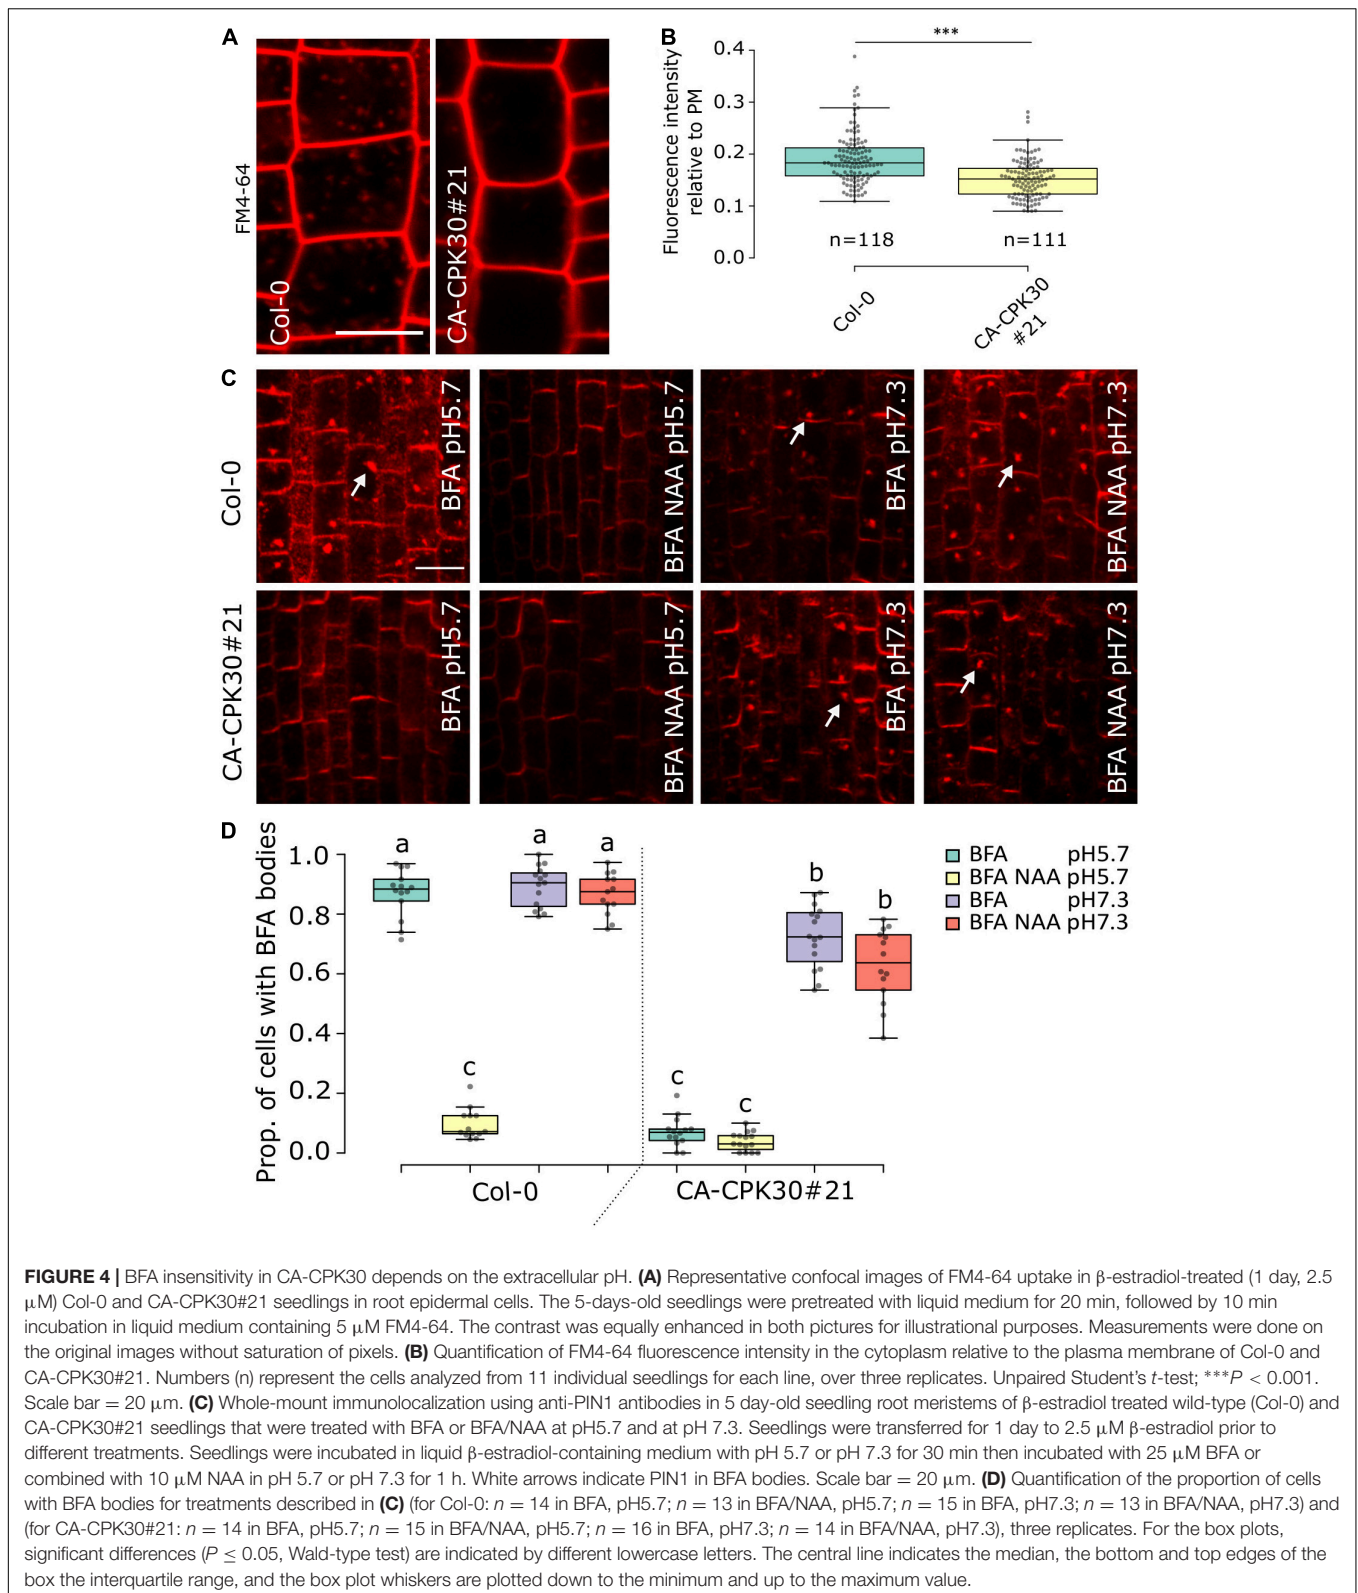 A
FM4-64
Col-0
CA-CPK30#21
B
Fluorescence intensity
relative to PM
0.4
0.3
0.2
0.1
0.0
***
n=118
n=111
Col-0
CA-CPK30
#21
C
Col-0
BFA pH5.7
BFA NAA pH5.7
BFA pH7.3
BFA NAA pH7.3
CA-CPK30#21
BFA pH5.7
BFA NAA pH5.7
BFA pH7.3
BFA NAA pH7.3
D
Prop. of cells with BFA bodies
1.0
0.8
0.6
0.4
0.2
0.0
a
c
a
a
c
c
b
b
Col-0
CA-CPK30#21
BFA pH5.7
BFA NAA pH5.7
BFA pH7.3
BFA NAA pH7.3
FIGURE 4 | BFA insensitivity in CA-CPK30 depends on the extracellular pH. (A) Representative confocal images of FM4-64 uptake in β-estradiol-treated (1 day, 2.5
μM) Col-0 and CA-CPK30#21 seedlings in root epidermal cells. The 5-days-old seedlings were pretreated with liquid medium for 20 min, followed by 10 min
incubation in liquid medium containing 5 μM FM4-64. The contrast was equally enhanced in both pictures for illustrational purposes. Measurements were done on
the original images without saturation of pixels. (B) Quantification of FM4-64 fluorescence intensity in the cytoplasm relative to the plasma membrane of Col-0 and
CA-CPK30#21. Numbers (n) represent the cells analyzed from 11 individual seedlings for each line, over three replicates. Unpaired Student's t-test; ***P < 0.001.
Scale bar = 20 μm. (C) Whole-mount immunolocalization using anti-PIN1 antibodies in 5 day-old seedling root meristems of β-estradiol treated wild-type (Col-0) and
CA-CPK30#21 seedlings that were treated with BFA or BFA/NAA at pH5.7 and at pH 7.3. Seedlings were transferred for 1 day to 2.5 μM β-estradiol prior to
different treatments. Seedlings were incubated in liquid β-estradiol-containing medium with pH 5.7 or pH 7.3 for 30 min then incubated with 25 μM BFA or
combined with 10 μM NAA in pH 5.7 or pH 7.3 for 1 h. White arrows indicate PIN1 in BFA bodies. Scale bar = 20 μm. (D) Quantification of the proportion of cells
with BFA bodies for treatments described in (C) (for Col-0: n = 14 in BFA, pH5.7; n = 13 in BFA/NAA, pH5.7; n = 15 in BFA, pH7.3; n = 13 in BFA/NAA, pH7.3) and
(for CA-CPK30#21: n = 14 in BFA, pH5.7; n = 15 in BFA/NAA, pH5.7; n = 16 in BFA, pH7.3; n = 14 in BFA/NAA, pH7.3), three replicates. For the box plots,
significant differences (P ≤ 0.05, Wald-type test) are indicated by different lowercase letters. The central line indicates the median, the bottom and top edges of the
box the interquartile range, and the box plot whiskers are plotted down to the minimum and up to the maximum value.